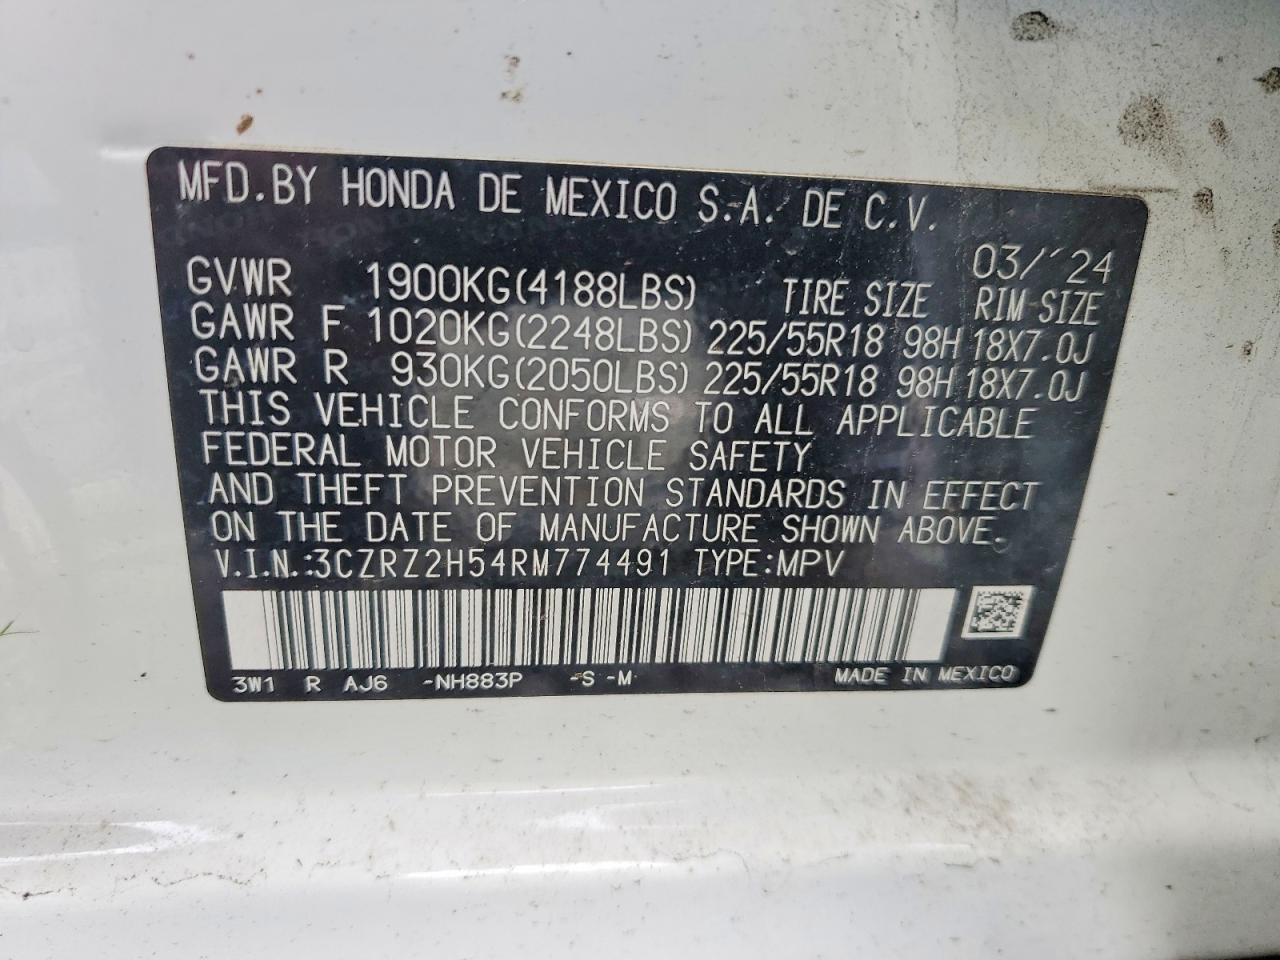 MFD.BY HONDA DE MEXICO S.A. DE C.V.
03/'24
GVWR 1900KG(4188LBS) TIRE SIZE RIM SIZE
GAWR F 1020KG(2248LBS) 225/55R18 98H 18X7.0J
GAWR R 930KG(2050LBS) 225/55R18 98H 18X7.0J
THIS VEHICLE CONFORMS TO ALL APPLICABLE
FEDERAL MOTOR VEHICLE SAFETY
AND THEFT PREVENTION STANDARDS IN EFFECT
ON THE DATE OF MANUFACTURE SHOWN ABOVE.
V.I.N.:3CZRZ2H54RM774491 TYPE:MPV
3W1 R AJ6 -NH883P -S -M MADE IN MEXICO